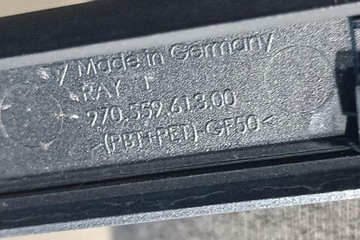 Made in Germany
RAY 1
970.559.613.00
>(PBT+PET)-GF50<